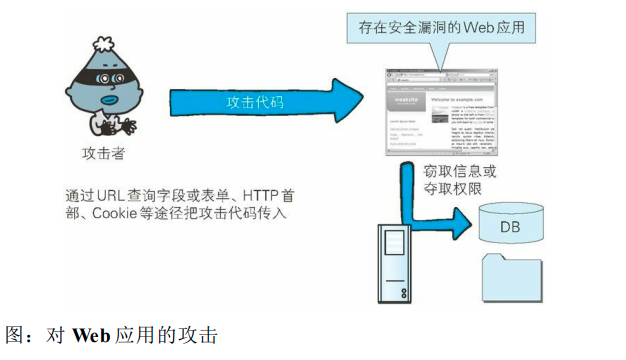 存在安全漏洞的Web应用
攻击代码
website
Welcome to example.com
攻击者
通过URL查询字段或表单、HTTP首
部、Cookie等途径把攻击代码传入
窃取信息或
夺取权限
DB
图：对 Web 应用的攻击